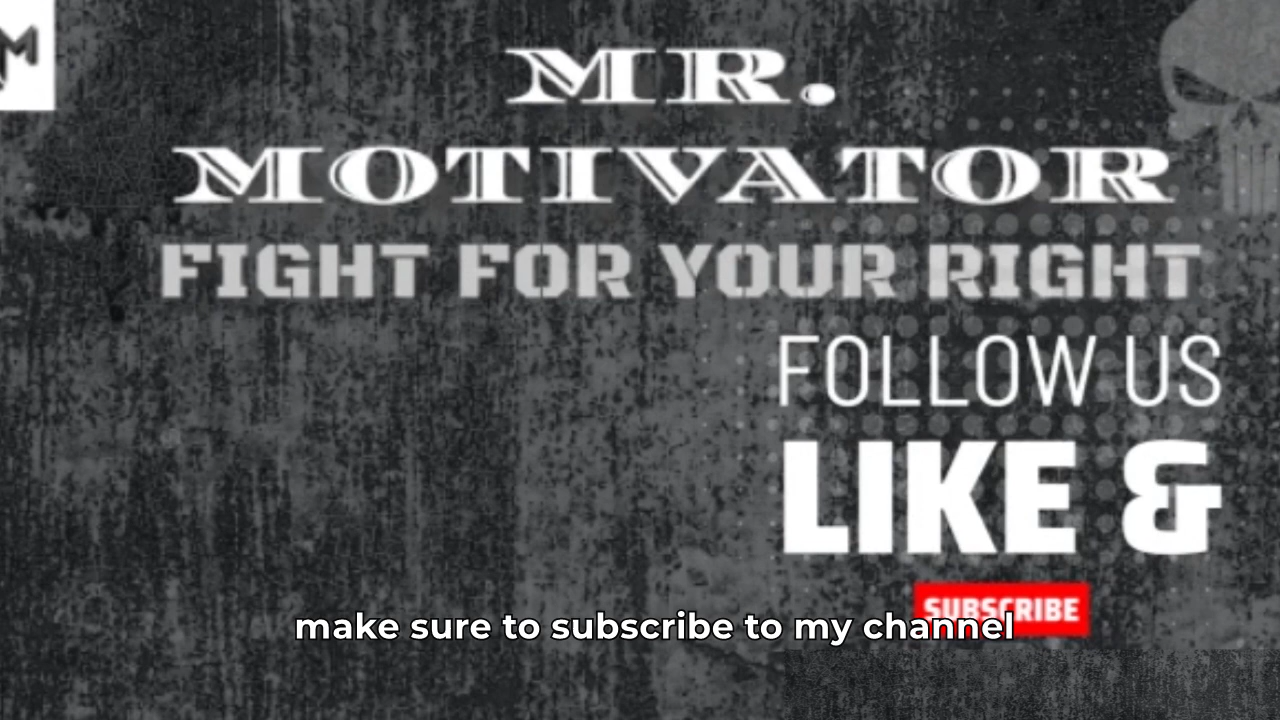 M
MR.
MOTIVATOR
FIGHT FOR YOUR RIGHT
FOLLOW US
LIKE &
SUBSCRIBE
make sure to subscribe to my channel